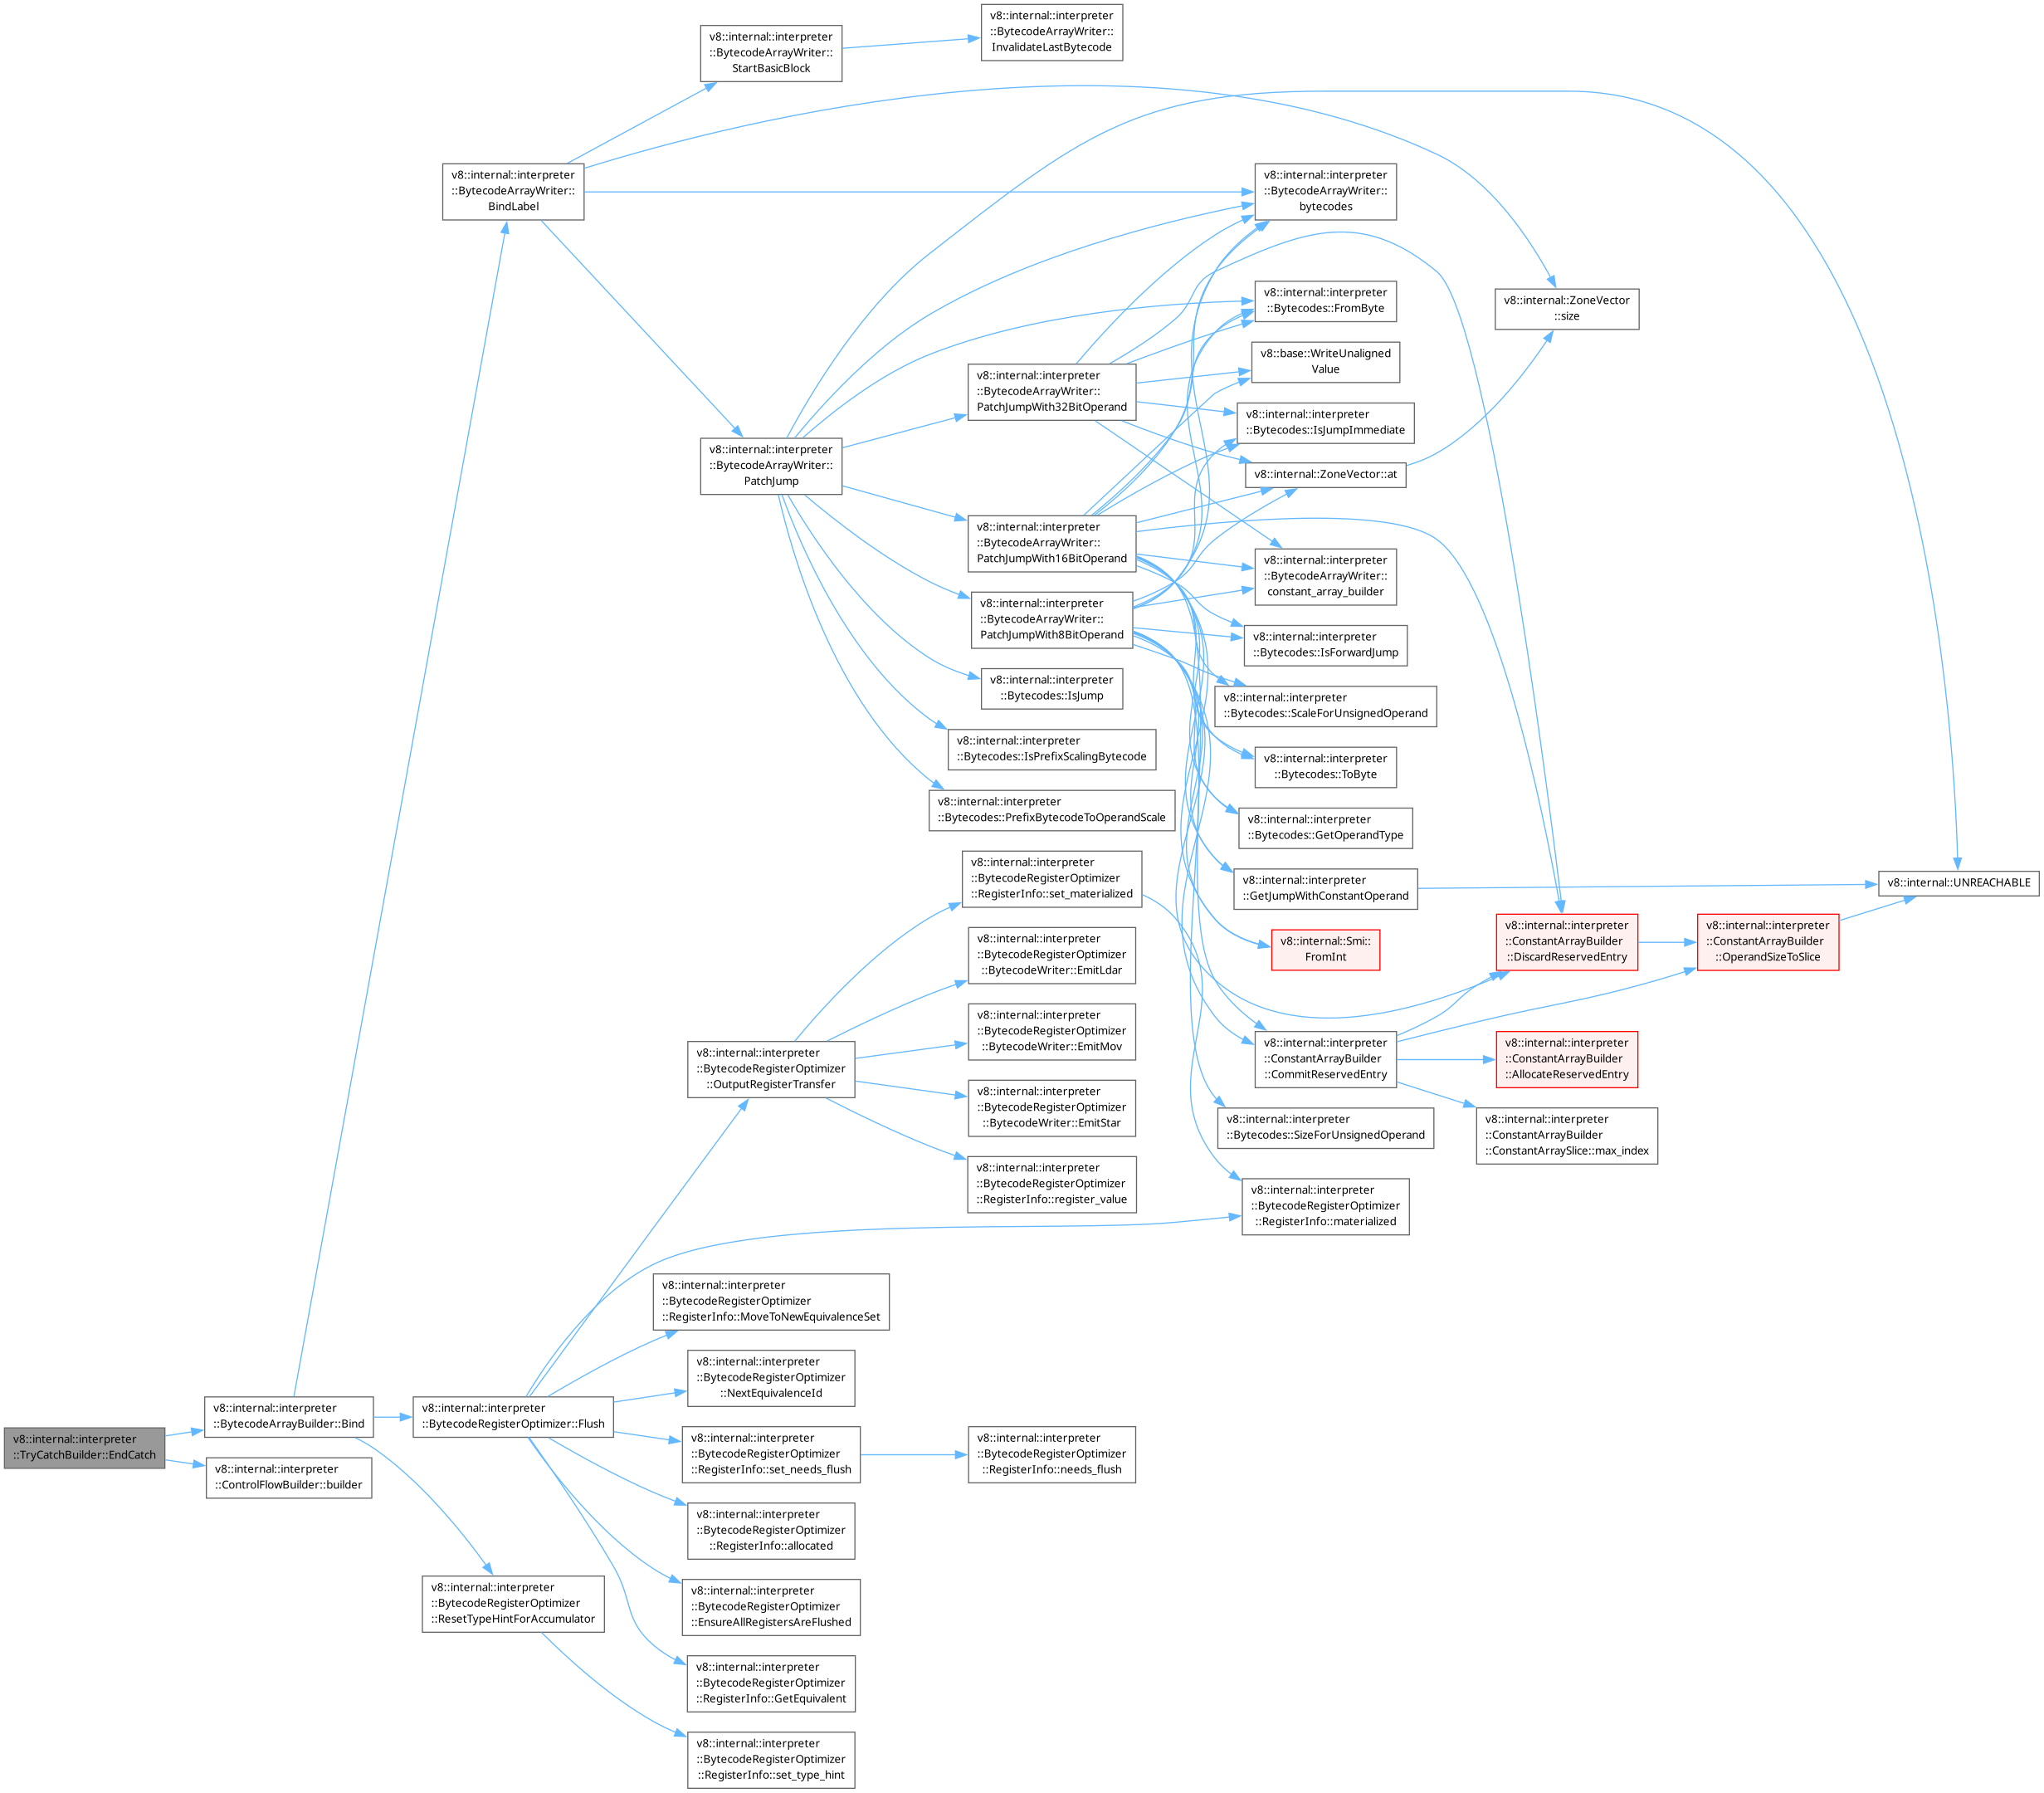 v8::internal::interpreter
::TryCatchBuilder::EndCatch
v8::internal::interpreter
::BytecodeArrayBuilder::Bind
v8::internal::interpreter
::ControlFlowBuilder::builder
v8::internal::interpreter
::BytecodeArrayWriter::
BindLabel
v8::internal::interpreter
::BytecodeRegisterOptimizer::Flush
v8::internal::interpreter
::BytecodeRegisterOptimizer
::ResetTypeHintForAccumulator
v8::internal::interpreter
::BytecodeArrayWriter::
StartBasicBlock
v8::internal::interpreter
::BytecodeArrayWriter::
PatchJump
v8::internal::interpreter
::BytecodeRegisterOptimizer
::OutputRegisterTransfer
v8::internal::interpreter
::BytecodeRegisterOptimizer
::RegisterInfo::MoveToNewEquivalenceSet
v8::internal::interpreter
::BytecodeRegisterOptimizer
::NextEquivalenceId
v8::internal::interpreter
::BytecodeRegisterOptimizer
::RegisterInfo::set_needs_flush
v8::internal::interpreter
::BytecodeRegisterOptimizer
::RegisterInfo::allocated
v8::internal::interpreter
::BytecodeRegisterOptimizer
::EnsureAllRegistersAreFlushed
v8::internal::interpreter
::BytecodeRegisterOptimizer
::RegisterInfo::GetEquivalent
v8::internal::interpreter
::BytecodeRegisterOptimizer
::RegisterInfo::set_type_hint
v8::internal::interpreter
::BytecodeArrayWriter::
InvalidateLastBytecode
v8::internal::interpreter
::BytecodeArrayWriter::
PatchJumpWith32BitOperand
v8::internal::interpreter
::BytecodeArrayWriter::
PatchJumpWith16BitOperand
v8::internal::interpreter
::BytecodeArrayWriter::
PatchJumpWith8BitOperand
v8::internal::interpreter
::Bytecodes::IsJump
v8::internal::interpreter
::Bytecodes::IsPrefixScalingBytecode
v8::internal::interpreter
::Bytecodes::PrefixBytecodeToOperandScale
v8::internal::interpreter
::BytecodeRegisterOptimizer
::RegisterInfo::set_materialized
v8::internal::interpreter
::BytecodeRegisterOptimizer
::BytecodeWriter::EmitLdar
v8::internal::interpreter
::BytecodeRegisterOptimizer
::BytecodeWriter::EmitMov
v8::internal::interpreter
::BytecodeRegisterOptimizer
::BytecodeWriter::EmitStar
v8::internal::interpreter
::BytecodeRegisterOptimizer
::RegisterInfo::register_value
v8::internal::interpreter
::BytecodeRegisterOptimizer
::RegisterInfo::needs_flush
v8::internal::interpreter
::BytecodeArrayWriter::
bytecodes
v8::internal::interpreter
::Bytecodes::FromByte
v8::base::WriteUnaligned
Value
v8::internal::interpreter
::Bytecodes::IsJumpImmediate
v8::internal::ZoneVector::at
v8::internal::interpreter
::BytecodeArrayWriter::
constant_array_builder
v8::internal::interpreter
::Bytecodes::IsForwardJump
v8::internal::interpreter
::Bytecodes::ScaleForUnsignedOperand
v8::internal::interpreter
::Bytecodes::ToByte
v8::internal::interpreter
::Bytecodes::GetOperandType
v8::internal::interpreter
::GetJumpWithConstantOperand
v8::internal::Smi::
FromInt
v8::internal::interpreter
::ConstantArrayBuilder
::CommitReservedEntry
v8::internal::interpreter
::Bytecodes::SizeForUnsignedOperand
v8::internal::interpreter
::BytecodeRegisterOptimizer
::RegisterInfo::materialized
v8::internal::ZoneVector
::size
v8::internal::interpreter
::ConstantArrayBuilder
::DiscardReservedEntry
v8::internal::interpreter
::ConstantArrayBuilder
::AllocateReservedEntry
v8::internal::interpreter
::ConstantArrayBuilder
::ConstantArraySlice::max_index
v8::internal::interpreter
::ConstantArrayBuilder
::OperandSizeToSlice
v8::internal::UNREACHABLE